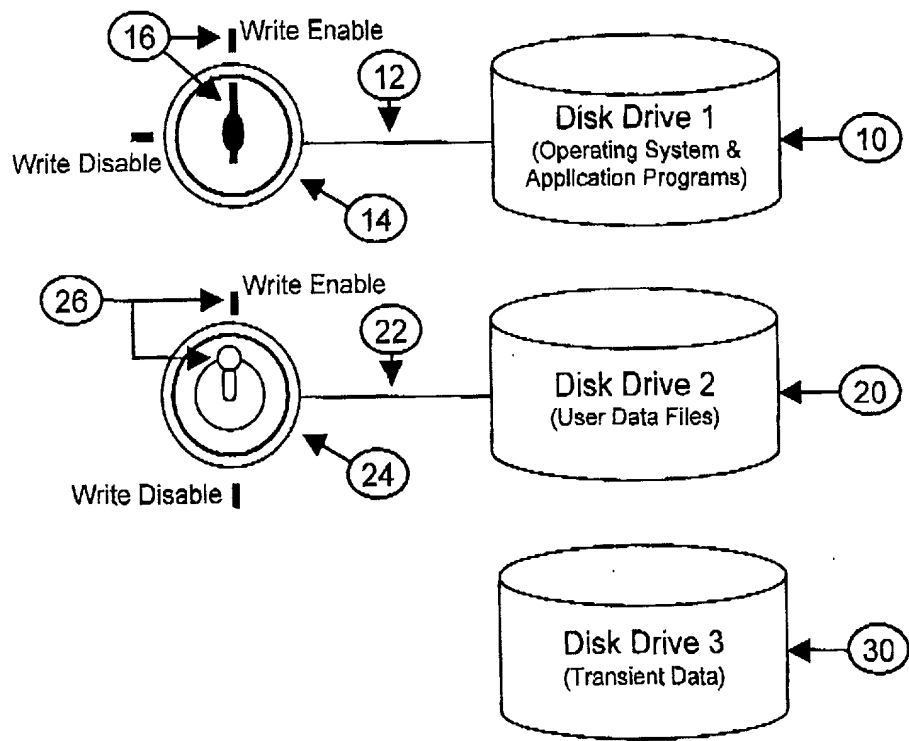 16
Write Enable
12
Disk Drive 1
(Operating System &
Application Programs)
10
Write Disable
14
26
Write Enable
22
Disk Drive 2
(User Data Files)
20
24
Write Disable
Disk Drive 3
(Transient Data)
30